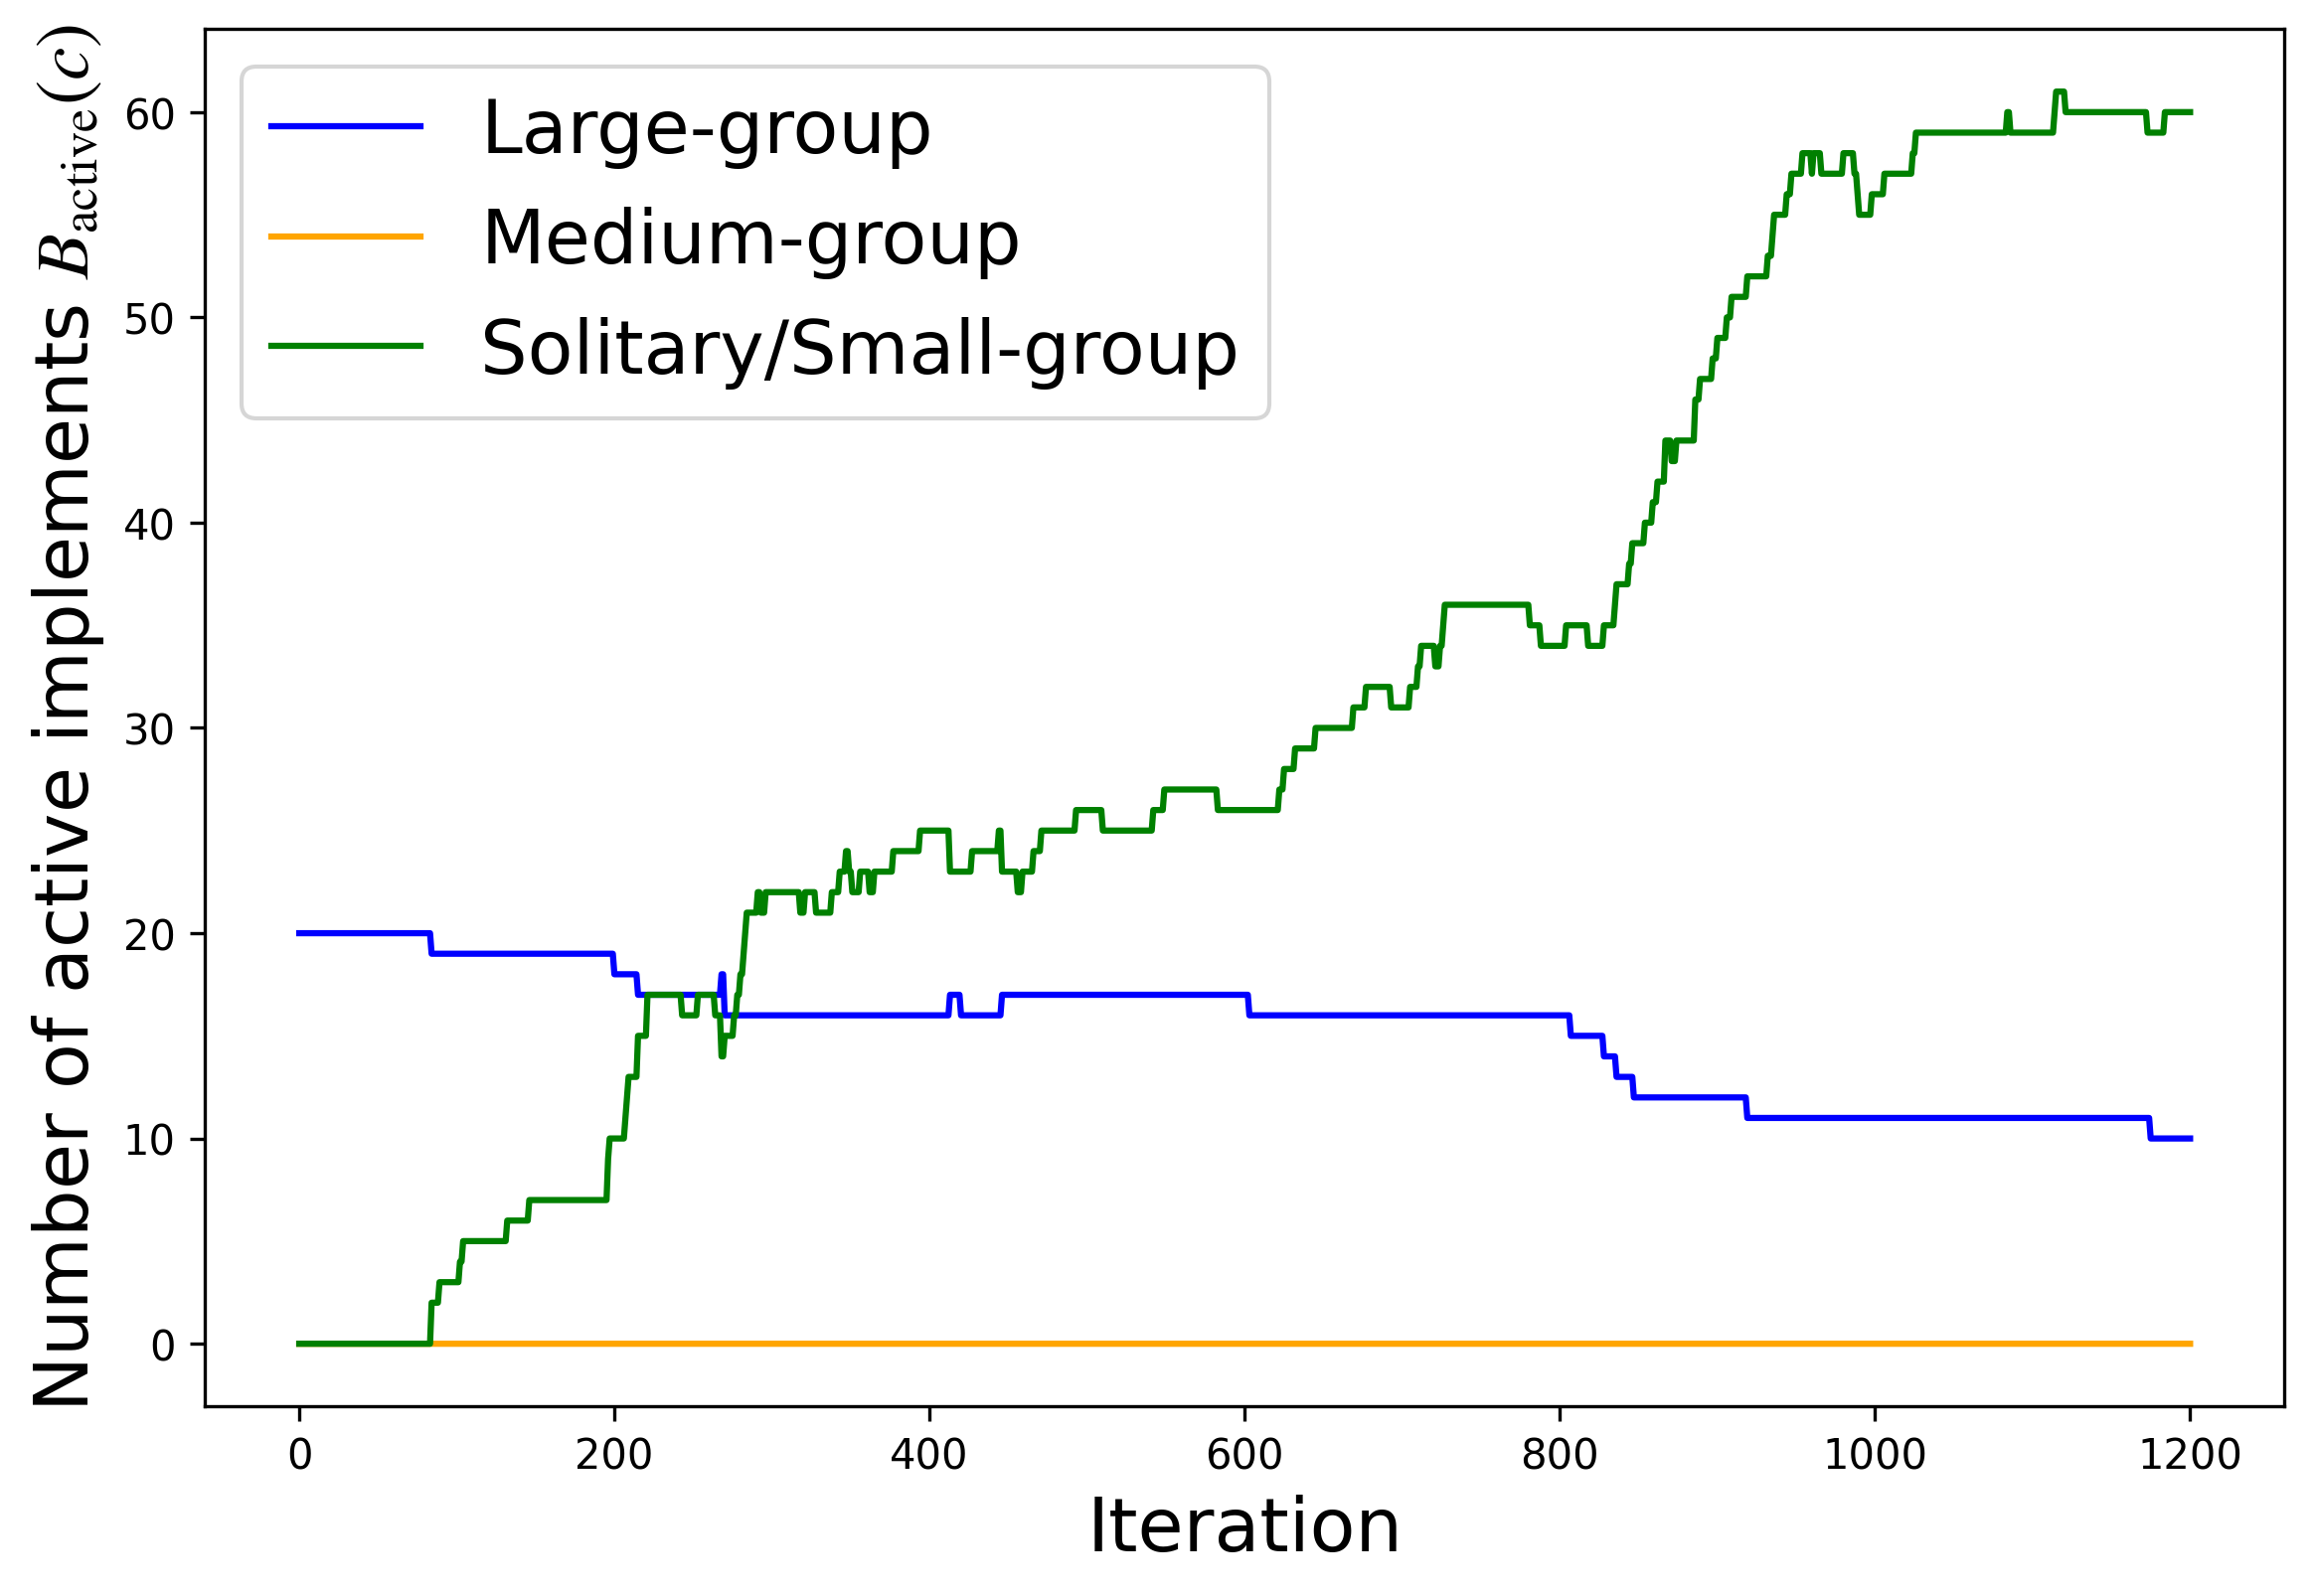 Number of active implements B_active(c)
60
50
40
30
20
10
0
Large-group
Medium-group
Solitary/Small-group
0 200 400 600 800 1000 1200
Iteration